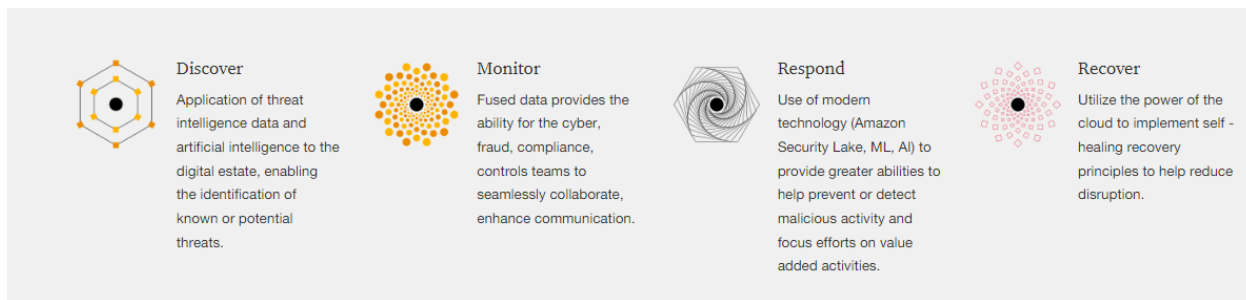 Discover
Application of threat
intelligence data and
artificial intelligence to the
digital estate, enabling
the identification of
known or potential
threats.
Monitor
Fused data provides the
ability for the cyber,
fraud, compliance,
controls teams to
seamlessly collaborate,
enhance communication.
Respond
Use of modern
technology (Amazon
Security Lake, ML, AI) to
provide greater abilities to
help prevent or detect
malicious activity and
focus efforts on value
added activities.
Recover
Utilize the power of the
cloud to implement self -
healing recovery
principles to help reduce
disruption.